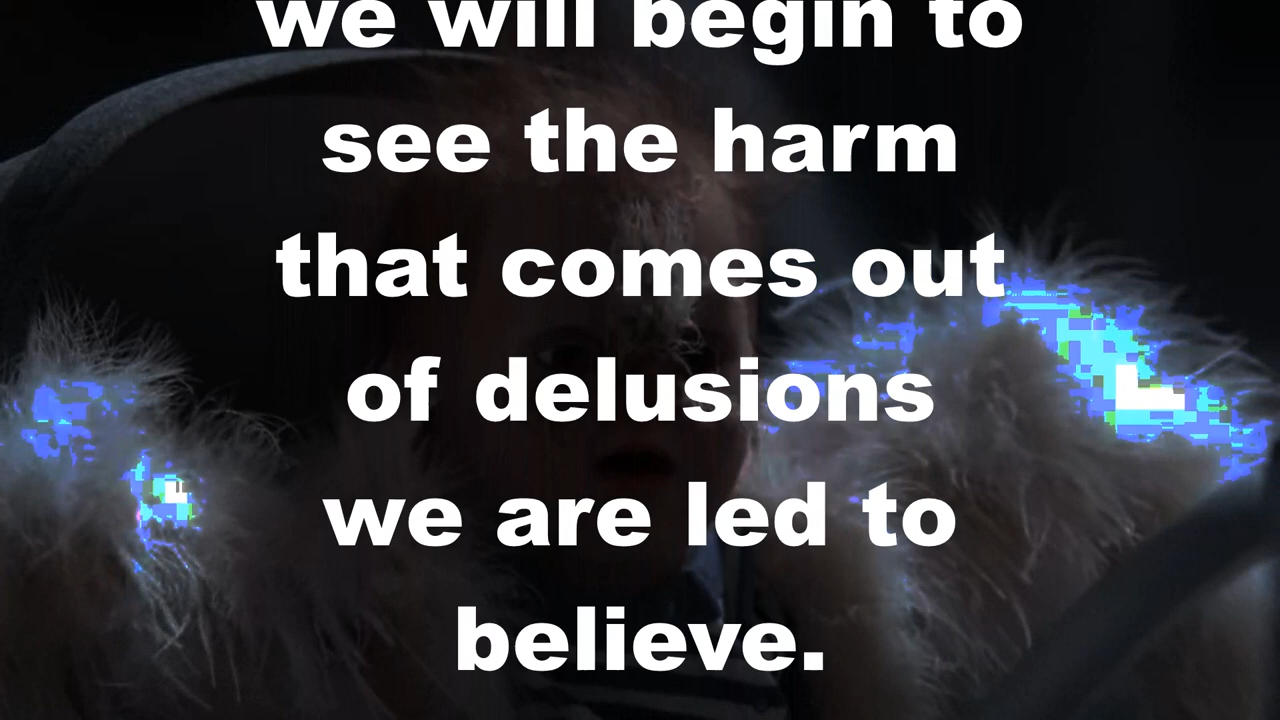 we will begin to
see the harm
that comes out
of delusions
we are led to
believe.